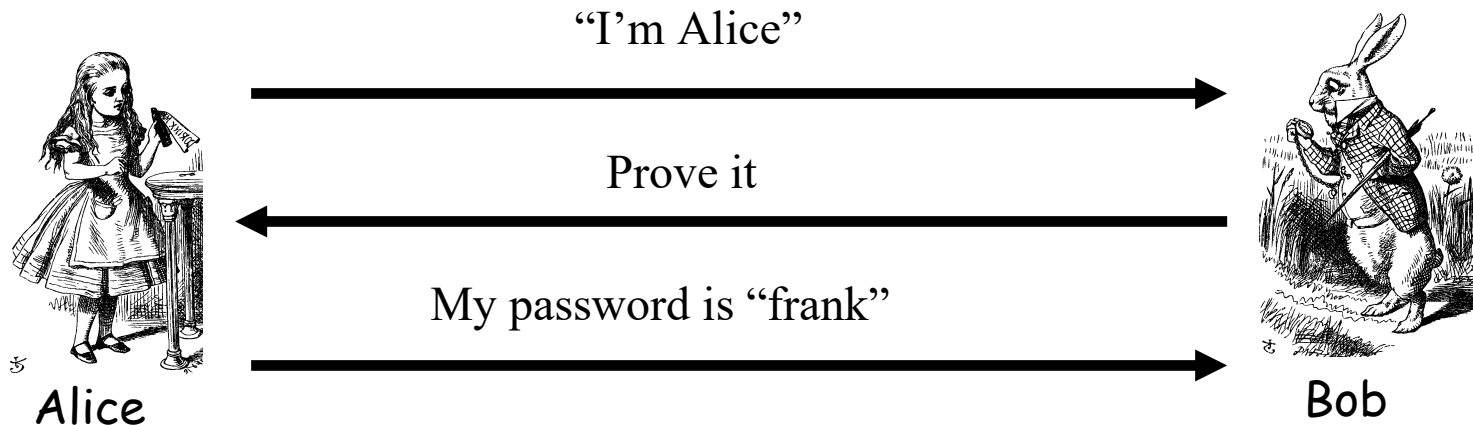 “I’m Alice”
Prove it
My password is “frank”
Alice
Bob